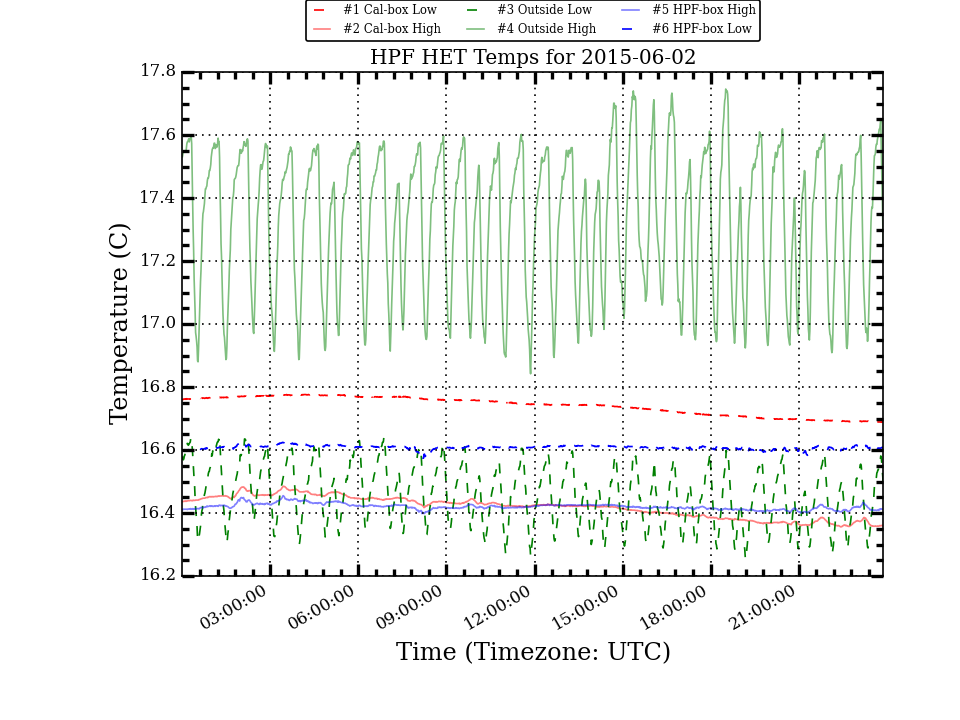 #1 Cal-box Low #3 Outside Low #5 HPF-box High
#2 Cal-box High #4 Outside High #6 HPF-box Low
HPF HET Temps for 2015-06-02
17.8
17.6
17.4
17.2
17.0
16.8
16.6
16.4
16.2
Temperature (C)
03:00:00 06:00:00 09:00:00 12:00:00 15:00:00 18:00:00 21:00:00
Time (Timezone: UTC)